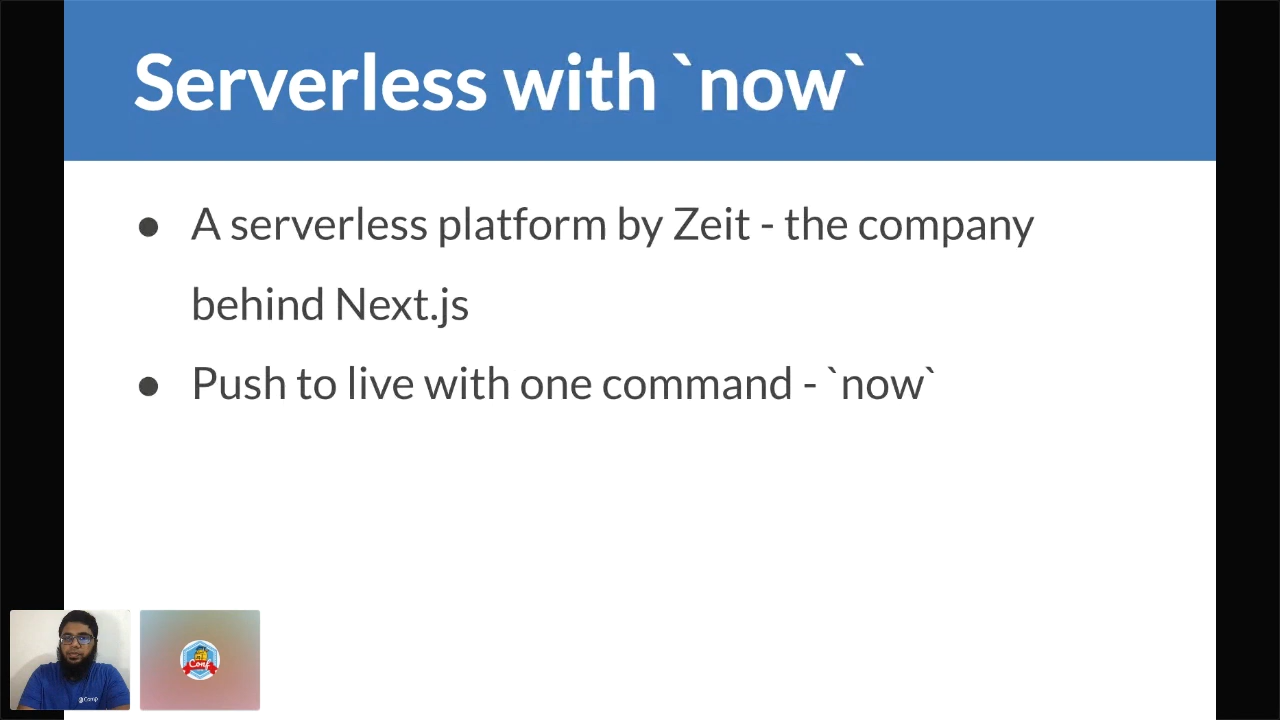 Serverless with `now`
● A serverless platform by Zeit - the company
behind Next.js
● Push to live with one command - `now`
Conf